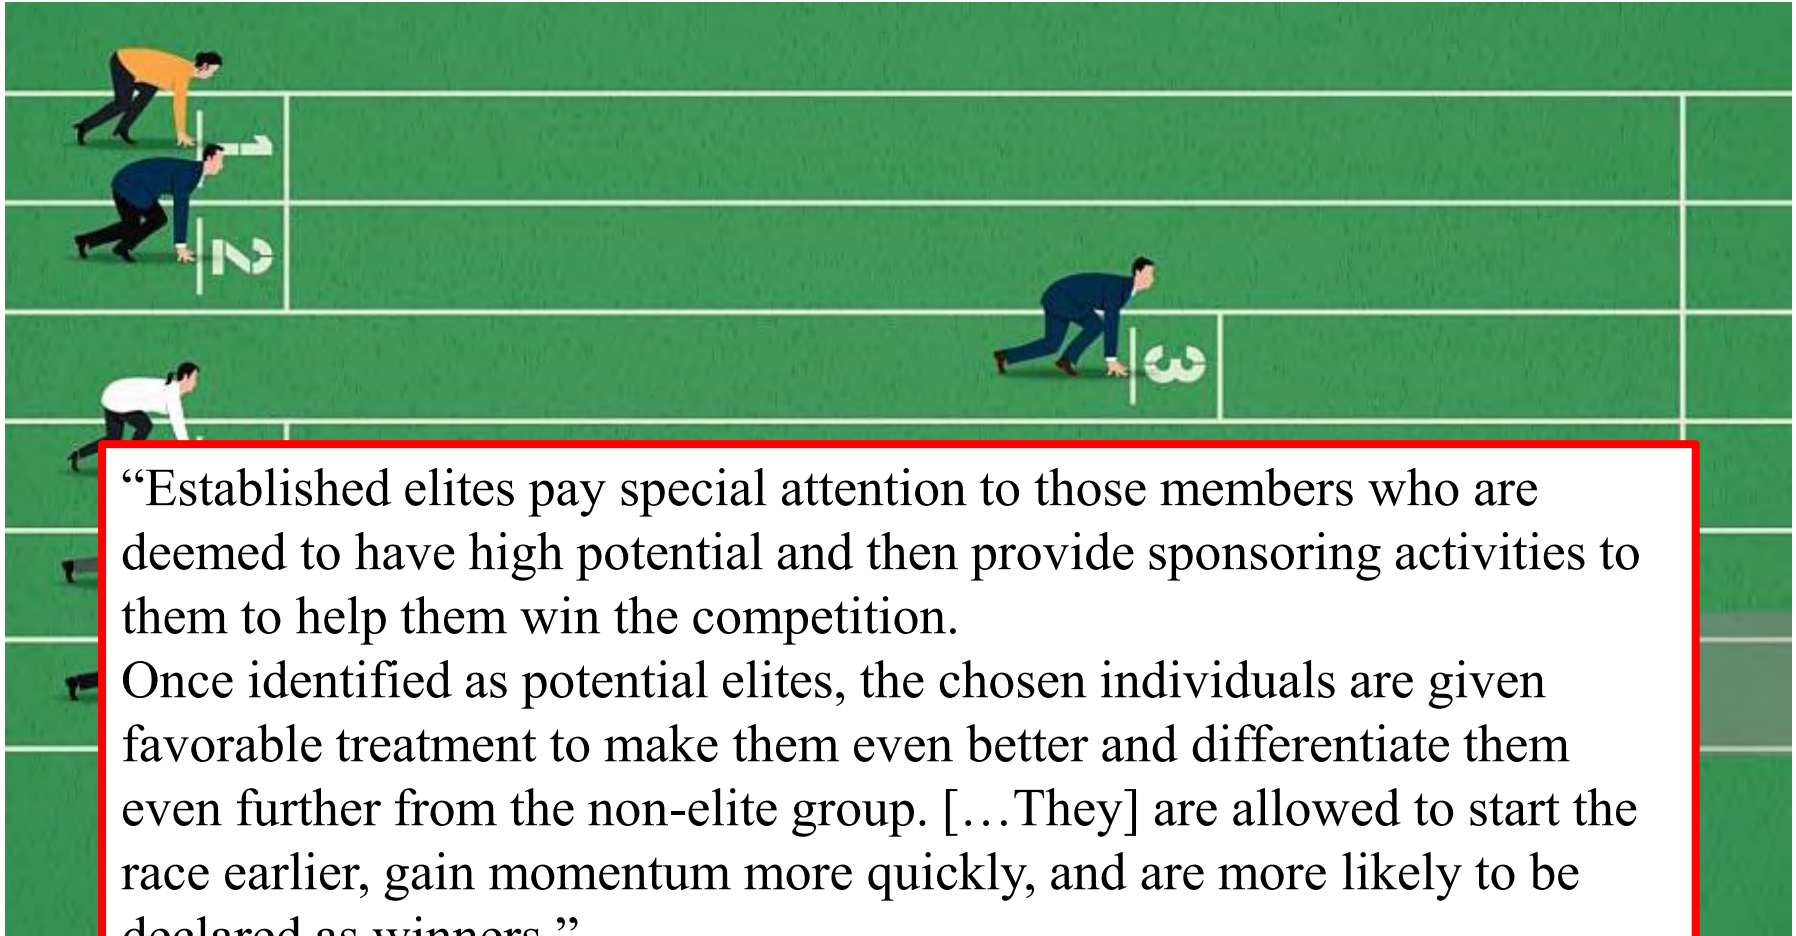 1
2
3
“Established elites pay special attention to those members who are
deemed to have high potential and then provide sponsoring activities to
them to help them win the competition.
Once identified as potential elites, the chosen individuals are given
favorable treatment to make them even better and differentiate them
even further from the non-elite group. […They] are allowed to start the
race earlier, gain momentum more quickly, and are more likely to be
declared as winners.”